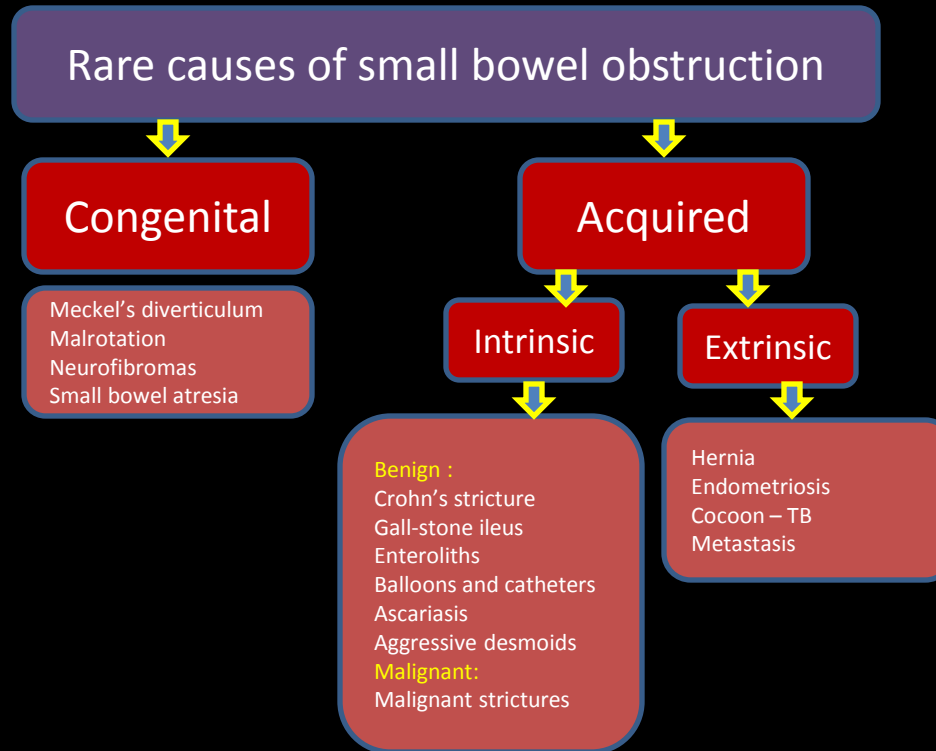 Rare causes of small bowel obstruction
Congenital
Meckel’s diverticulum
Malrotation
Neurofibromas
Small bowel atresia
Acquired
Intrinsic
Benign :
Crohn’s stricture
Gall-stone ileus
Enteroliths
Balloons and catheters
Ascariasis
Aggressive desmoids
Malignant:
Malignant strictures
Extrinsic
Hernia
Endometriosis
Cocoon – TB
Metastasis